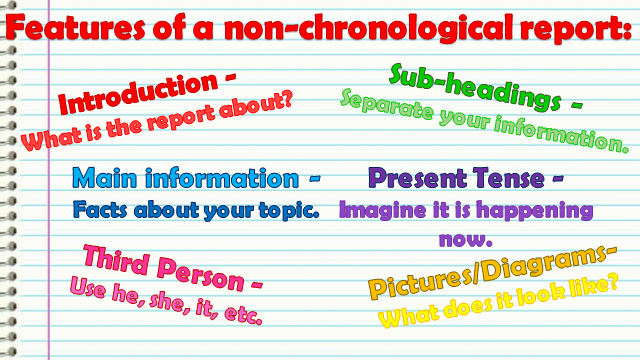 Features of a non-chronological report:
Introduction -
What is the report about?
Sub-headings -
Separate your information.
Main information -
Facts about your topic.
Present Tense -
Imagine it is happening
now.
Third Person -
Use he, she, it, etc.
Pictures/Diagrams-
What does it look like?